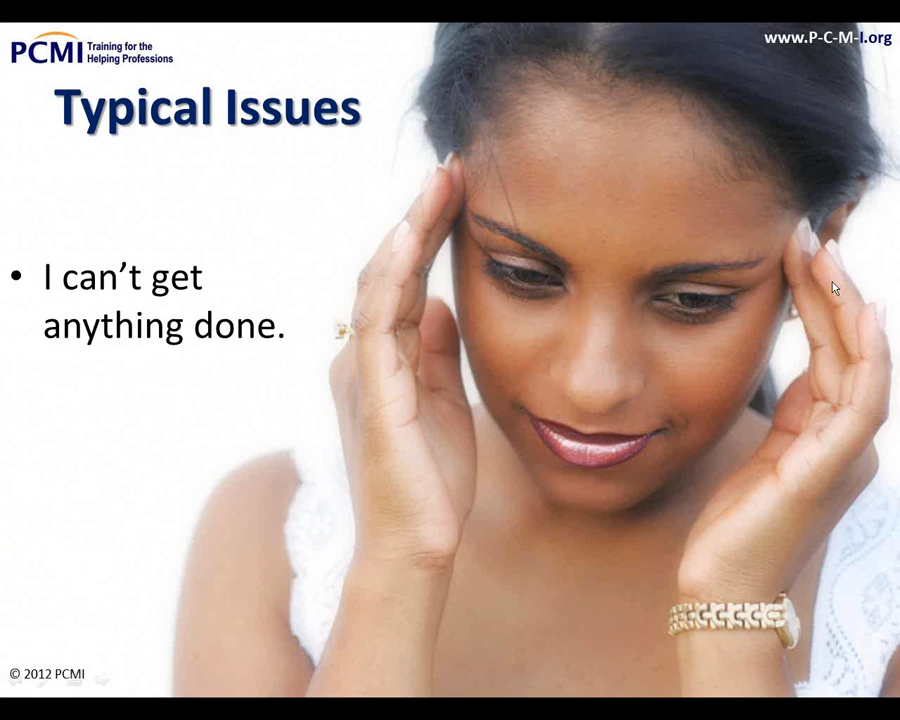 PCMI Training for the
Helping Professions
www.P-C-M-I.org
Typical Issues
• I can’t get
anything done.
© 2012 PCMI